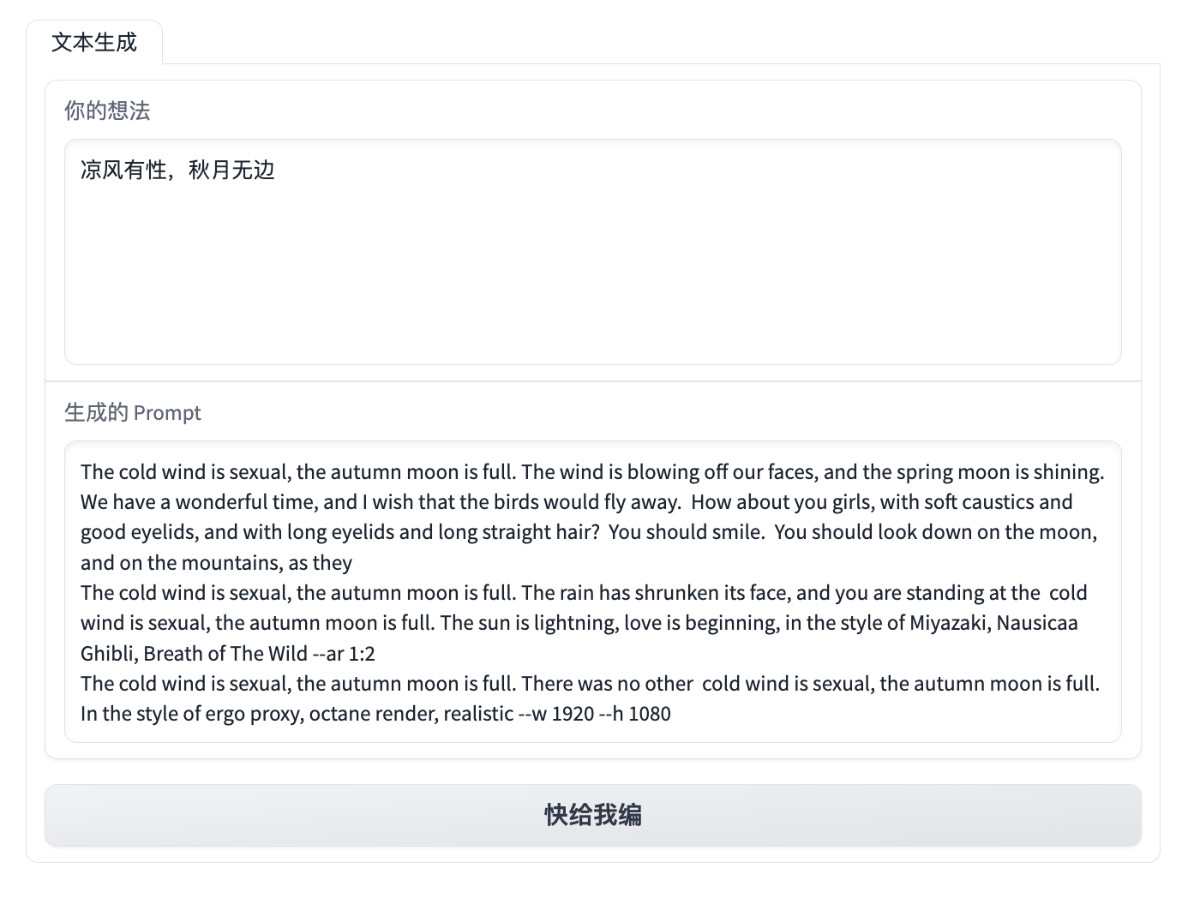 文本生成
你的想法
凉风有性，秋月无边
生成的 Prompt
The cold wind is sexual, the autumn moon is full. The wind is blowing off our faces, and the spring moon is shining.
We have a wonderful time, and I wish that the birds would fly away.  How about you girls, with soft caustics and
good eyelids, and with long eyelids and long straight hair?  You should smile.  You should look down on the moon,
and on the mountains, as they
The cold wind is sexual, the autumn moon is full. The rain has shrunken its face, and you are standing at the  cold
wind is sexual, the autumn moon is full. The sun is lightning, love is beginning, in the style of Miyazaki, Nausicaa
Ghibli, Breath of The Wild --ar 1:2
The cold wind is sexual, the autumn moon is full. There was no other  cold wind is sexual, the autumn moon is full.
In the style of ergo proxy, octane render, realistic --w 1920 --h 1080
快给我编